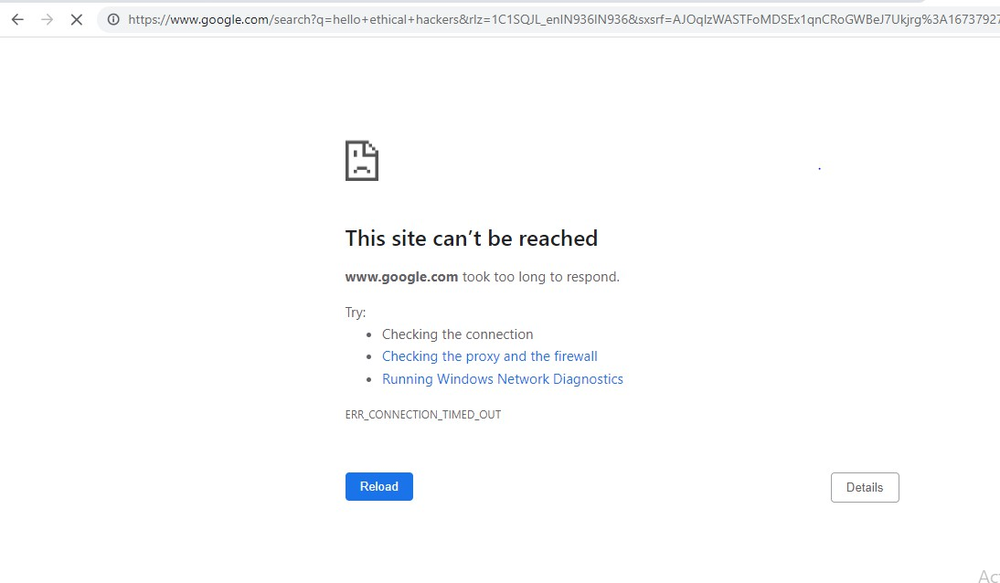 https://www.google.com/search?q=hello+ethical+hackers&rlz=1C1SQJL_enIN936IN936&sxsrf=AJOqlzWASTFoMDSEx1qnCRoGWBeJ7Ukjrg%3A16737927
This site can’t be reached
www.google.com took too long to respond.
Try:
• Checking the connection
• Checking the proxy and the firewall
• Running Windows Network Diagnostics
ERR_CONNECTION_TIMED_OUT
Reload Details